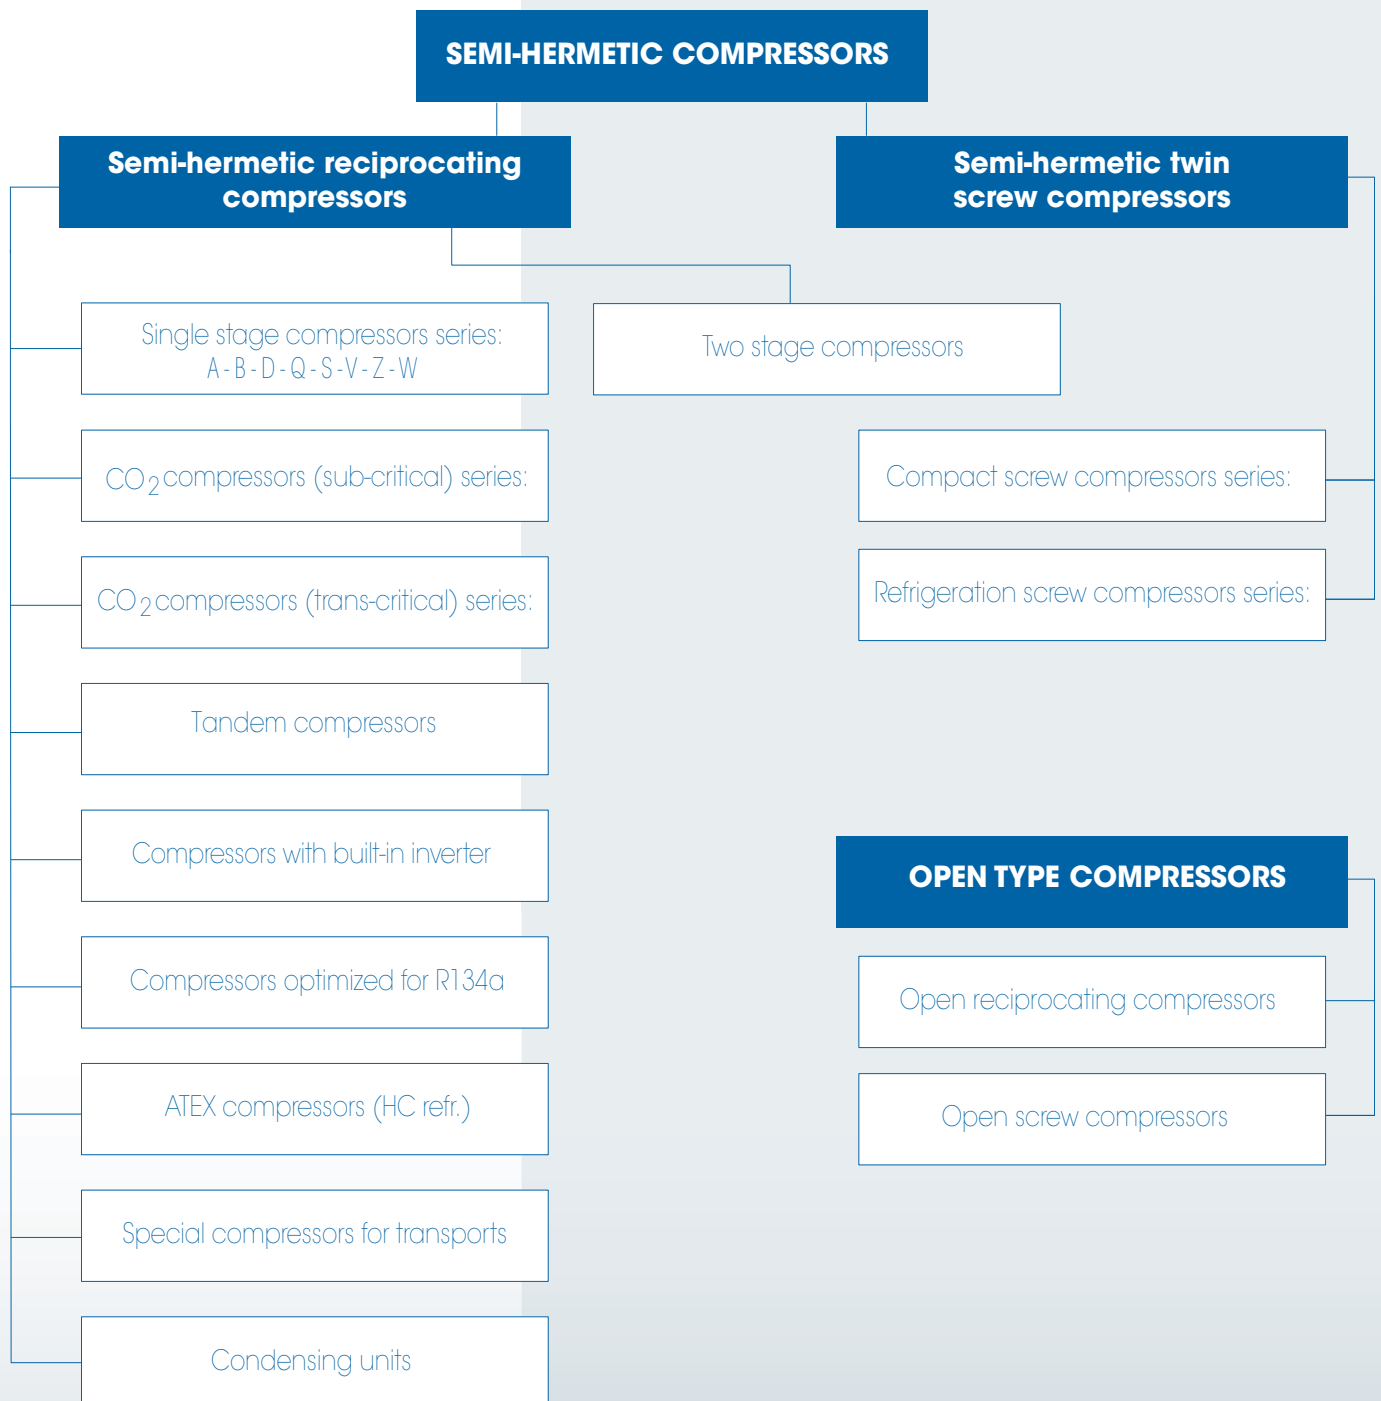 SEMI-HERMETIC COMPRESSORS
Semi-hermetic reciprocating
compressors
Semi-hermetic twin
screw compressors
Single stage compressors series:
A - B - D - Q - S - V - Z - W
Two stage compressors
CO2 compressors (sub-critical) series:
Compact screw compressors series:
CO2 compressors (trans-critical) series:
Refrigeration screw compressors series:
Tandem compressors
Compressors with built-in inverter
OPEN TYPE COMPRESSORS
Compressors optimized for R134a
Open reciprocating compressors
ATEX compressors (HC refr.)
Open screw compressors
Special compressors for transports
Condensing units